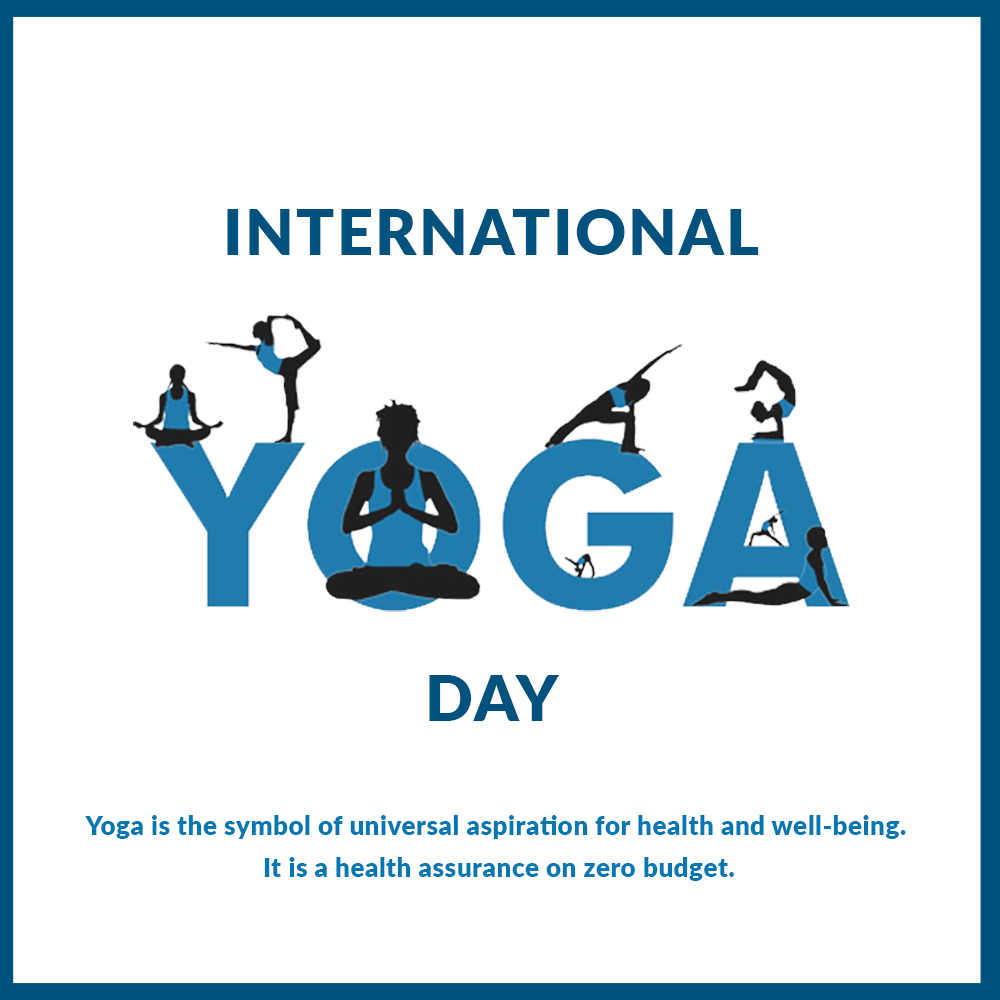 INTERNATIONAL
YOGA
DAY
Yoga is the symbol of universal aspiration for health and well-being.
It is a health assurance on zero budget.